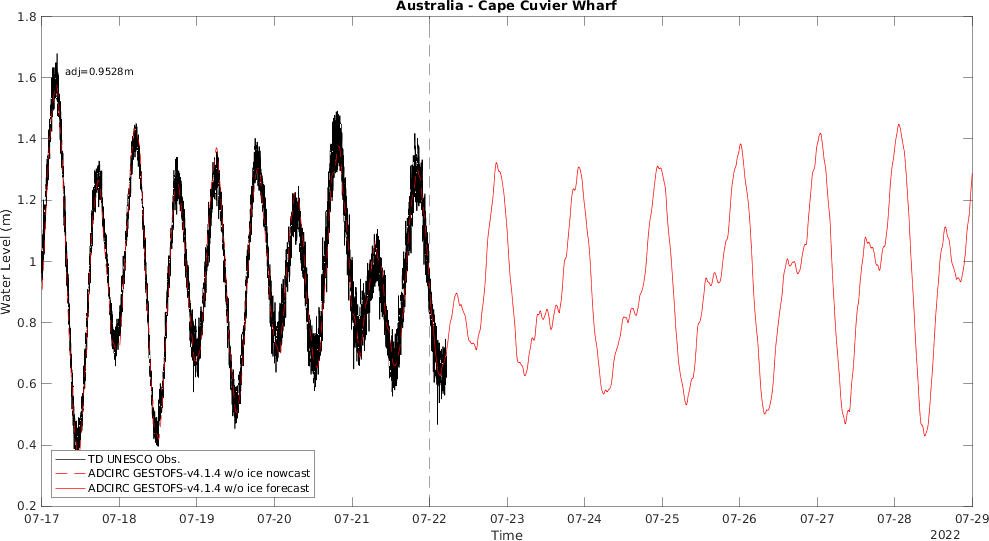 Australia - Cape Cuvier Wharf
1.8
1.6
1.4
1.2
1
0.8
0.6
0.4
0.2
Water Level (m)
adj=0.9528m
TD UNESCO Obs.
ADCIRC GESTOFS-v4.1.4 w/o ice nowcast
ADCIRC GESTOFS-v4.1.4 w/o ice forecast
07-17 07-18 07-19 07-20 07-21 07-22 07-23 07-24 07-25 07-26 07-27 07-28 07-29
Time
2022